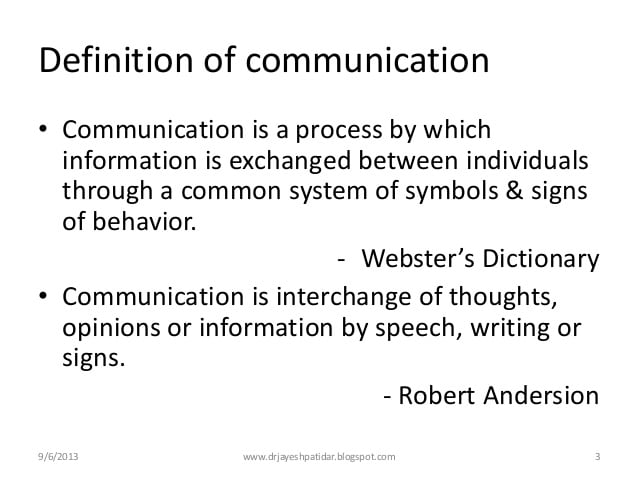 Definition of communication
• Communication is a process by which
information is exchanged between individuals
through a common system of symbols & signs
of behavior.
- Webster’s Dictionary
• Communication is interchange of thoughts,
opinions or information by speech, writing or
signs.
- Robert Andersion
9/6/2013 www.drjayeshpatidar.blogspot.com 3